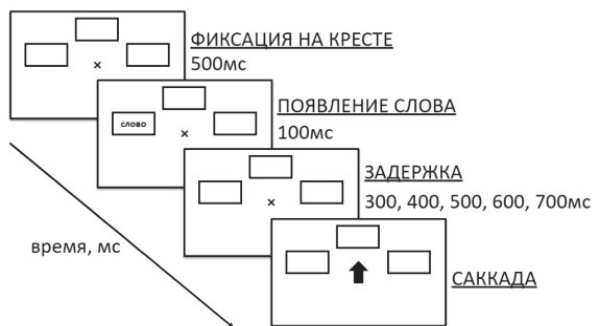 ФИКСАЦИЯ НА КРЕСТЕ
500мс
ПОЯВЛЕНИЕ СЛОВА
100мс
слово
ЗАДЕРЖКА
300, 400, 500, 600, 700мс
время, мс
САККАДА